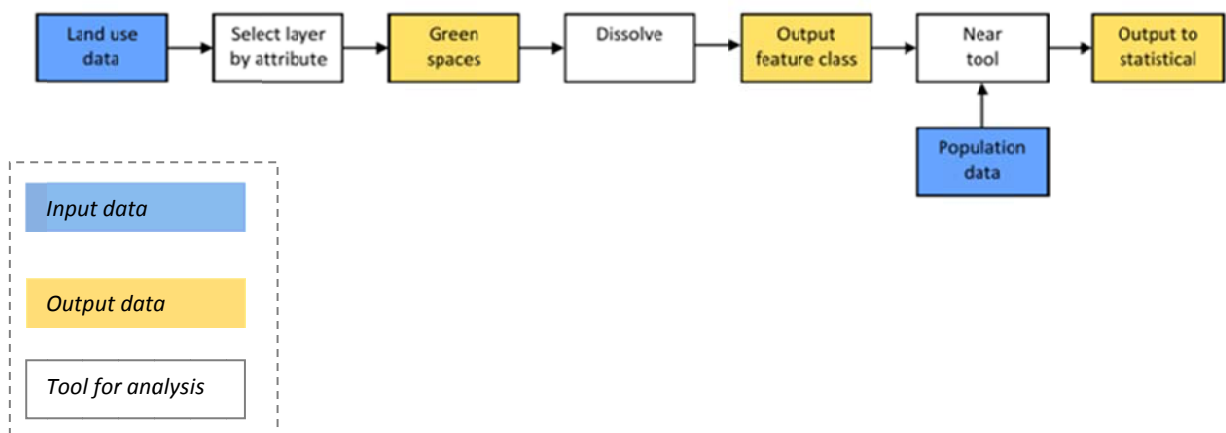 Land use
data
Select layer
by attribute
Green
spaces
Dissolve
Output
feature class
Near
tool
Output to
statistical
Population
data
Input data
Output data
Tool for analysis